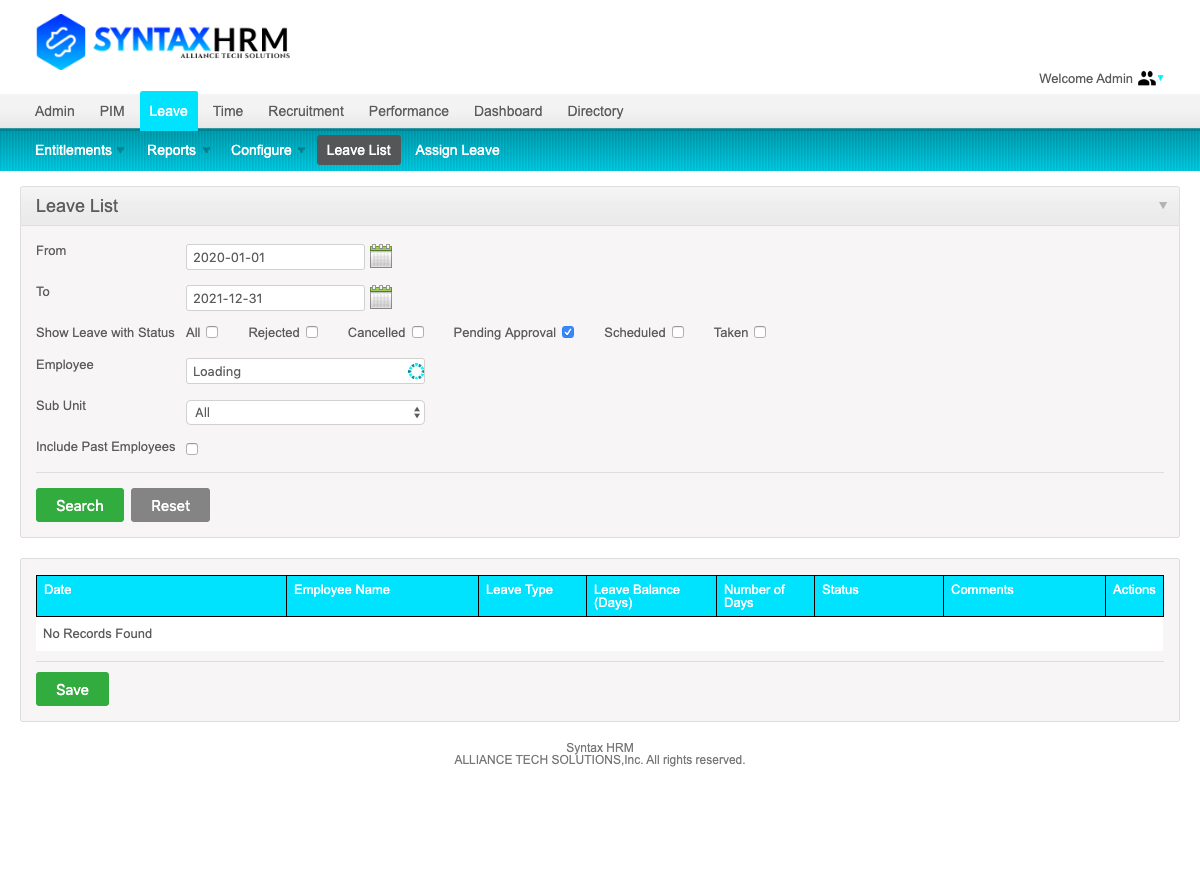 SYNTAXHRM
ALLIANCE TECH SOLUTIONS
Welcome Admin
Admin PIM Leave Time Recruitment Performance Dashboard Directory
Entitlements Reports Configure Leave List Assign Leave
Leave List
From 2020-01-01
To 2021-12-31
Show Leave with Status All Rejected Cancelled Pending Approval Scheduled Taken
Employee Loading
Sub Unit All
Include Past Employees
Search Reset
Date Employee Name Leave Type Leave Balance (Days) Number of Days Status Comments Actions
No Records Found
Save
Syntax HRM
ALLIANCE TECH SOLUTIONS,Inc. All rights reserved.